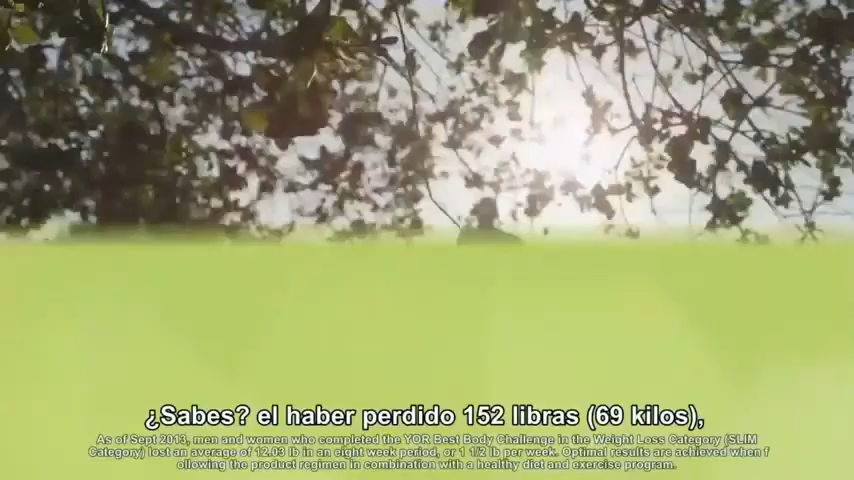 ¿Sabes? el haber perdido 152 libras (69 kilos),
As of Sept 2013, men and women who completed the YOR Best Body Challenge in the Weight Loss Category (SLIM
Category) lost an average of 12.03 lb in an eight week period, or 1 1/2 lb per week. Optimal results are achieved when f
ollowing the product regimen in combination with a healthy diet and exercise program.